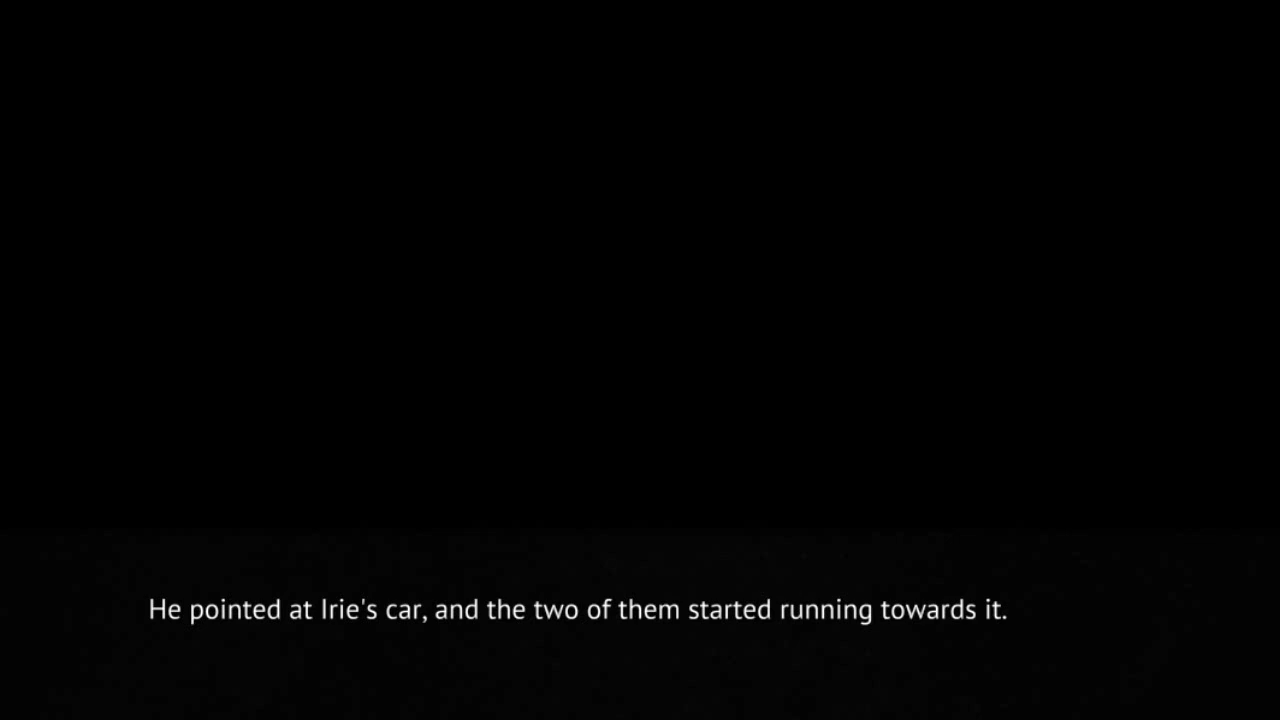 He pointed at Irie's car, and the two of them started running towards it.